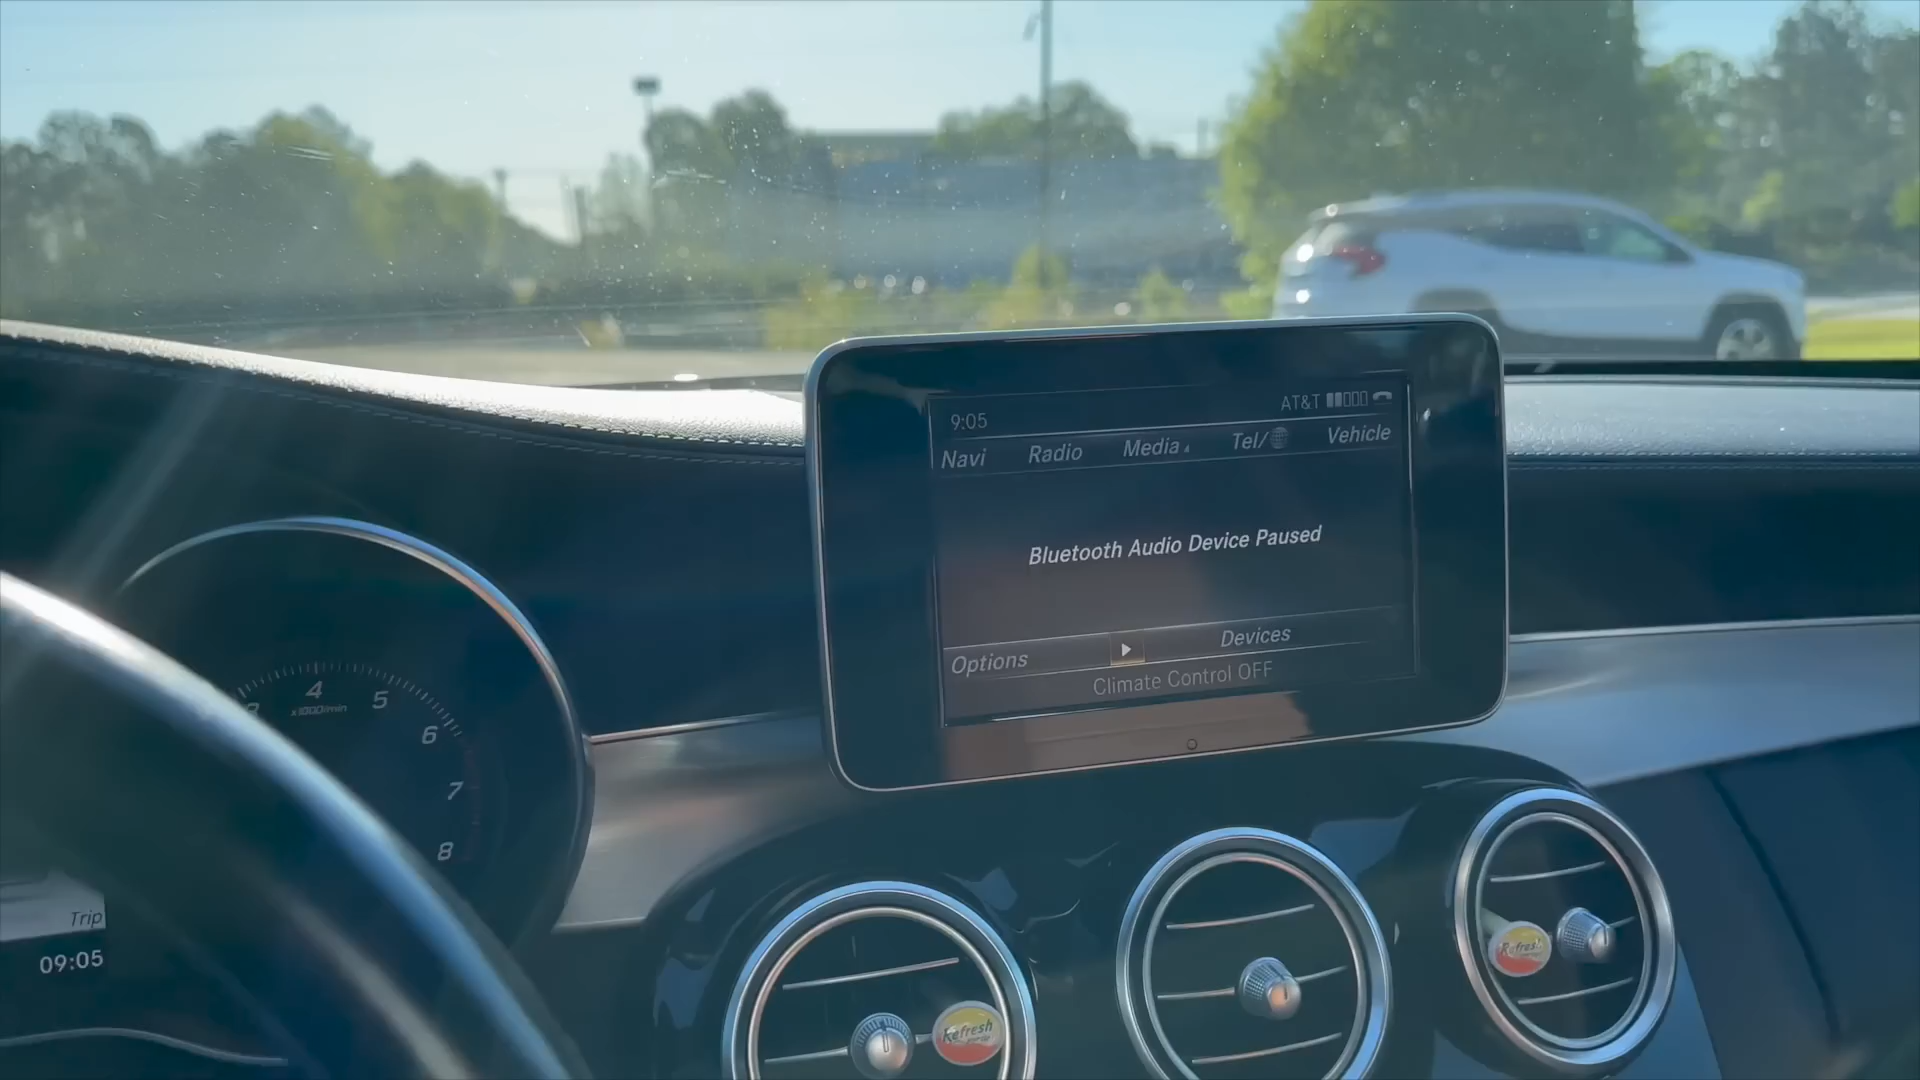 9:05 AT&T
Navi Radio Media Tel/ Vehicle
Bluetooth Audio Device Paused
Options Devices
Climate Control OFF
4 5 6 7 8
x1000/min
Trip
09:05
Refresh
Refresh